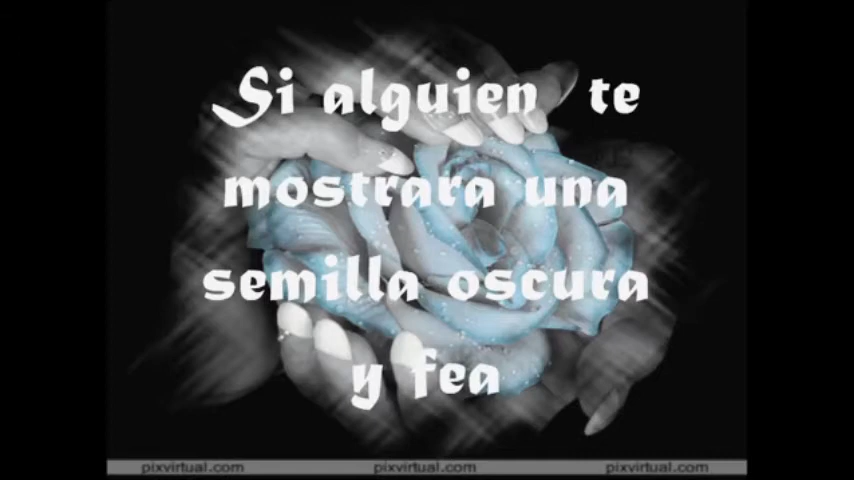 Si alguien te
mostrara una
semilla oscura
y fea
pixvirtual.com pixvirtual.com pixvirtual.com